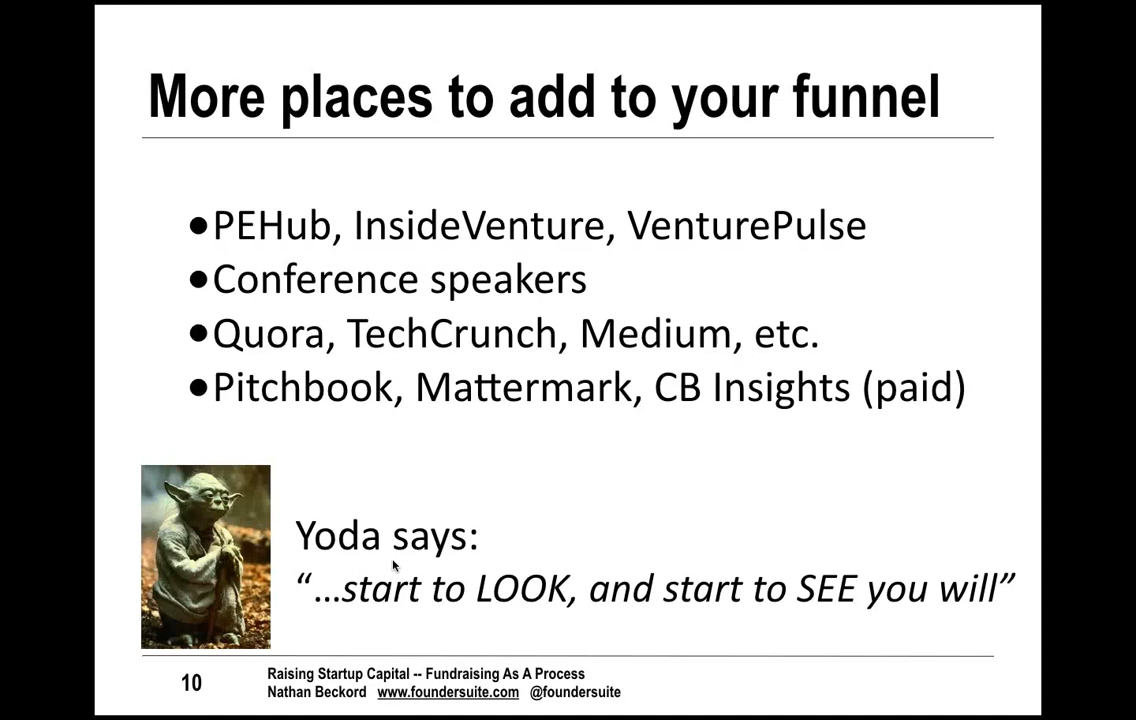 More places to add to your funnel
•PEHub, InsideVenture, VenturePulse
•Conference speakers
•Quora, TechCrunch, Medium, etc.
•Pitchbook, Mattermark, CB Insights (paid)
Yoda says:
“…start to LOOK, and start to SEE you will”
10
Raising Startup Capital -- Fundraising As A Process
Nathan Beckord www.foundersuite.com @foundersuite